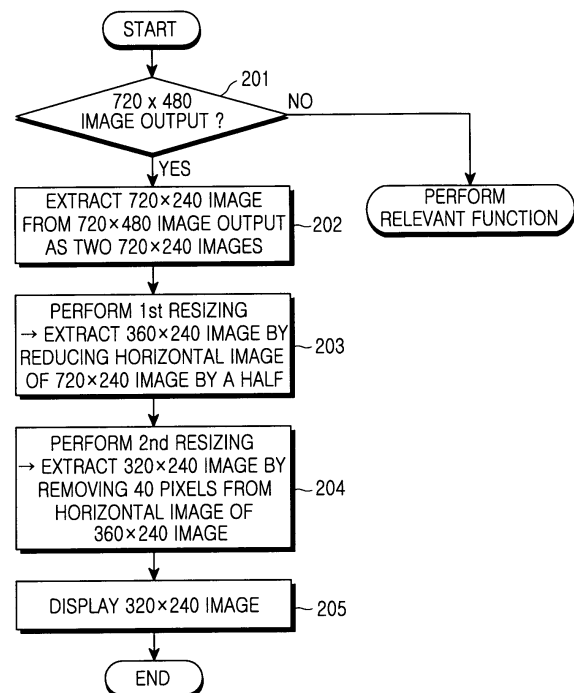 START
201
720 x 480
IMAGE OUTPUT ?
NO
YES
EXTRACT 720×240 IMAGE
FROM 720×480 IMAGE OUTPUT
AS TWO 720×240 IMAGES
202
PERFORM
RELEVANT FUNCTION
PERFORM 1st RESIZING
→ EXTRACT 360×240 IMAGE BY
REDUCING HORIZONTAL IMAGE
OF 720×240 IMAGE BY A HALF
203
PERFORM 2nd RESIZING
→ EXTRACT 320×240 IMAGE BY
REMOVING 40 PIXELS FROM
HORIZONTAL IMAGE OF
360×240 IMAGE
204
DISPLAY 320×240 IMAGE
205
END